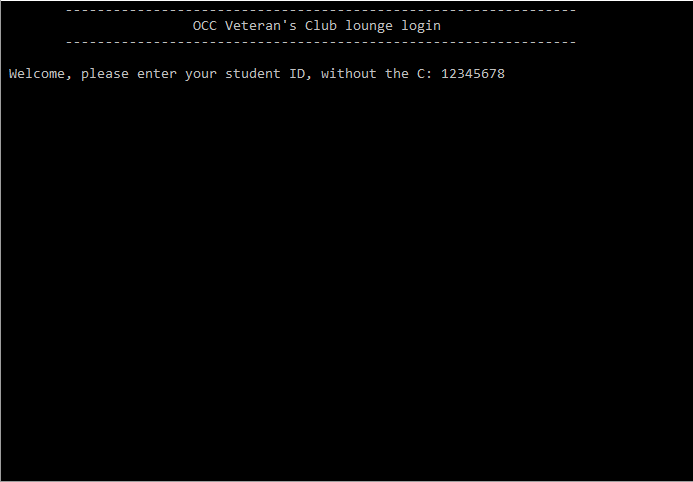 ----------------------------------------------------------------
OCC Veteran's Club lounge login
----------------------------------------------------------------
Welcome, please enter your student ID, without the C: 12345678